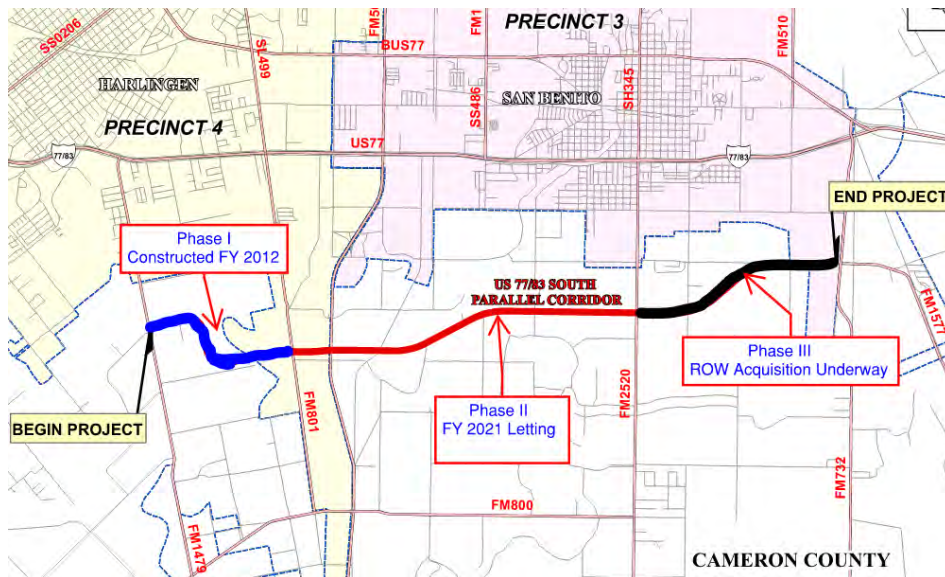 PRECINCT 3
SS0206
SL499
FM50
FM1
FM510
BUS77
HARLINGEN
SS486
SAN BENITO
SH345
PRECINCT 4
US77
77/83
77/83
END PROJECT
Phase I
Constructed FY 2012
US 77/83 SOUTH
PARALLEL CORRIDOR
FM1577
Phase III
ROW Acquisition Underway
Phase II
FY 2021 Letting
FM2520
FM801
BEGIN PROJECT
FM732
FM800
FM1479
CAMERON COUNTY